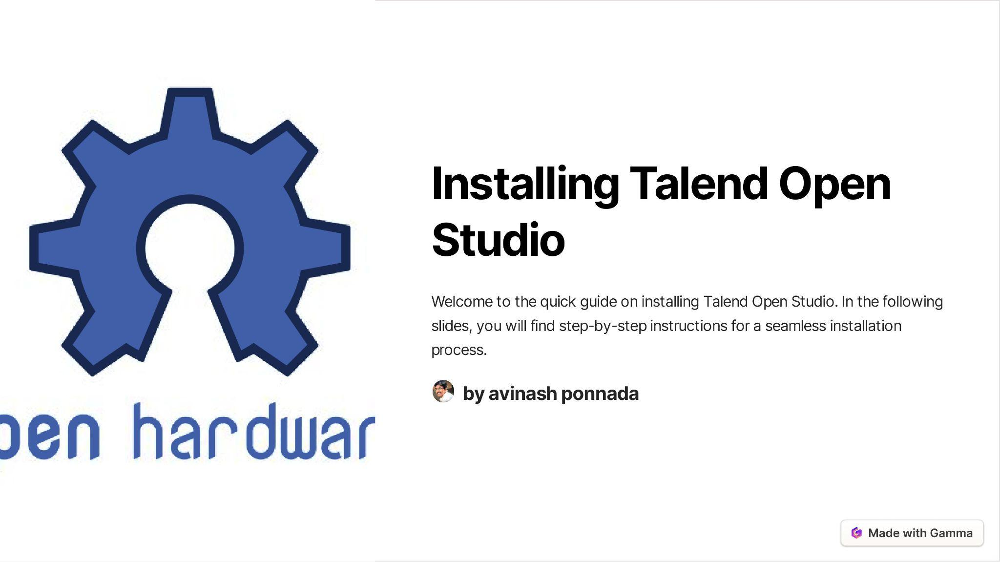 Installing Talend Open
Studio
Welcome to the quick guide on installing Talend Open Studio. In the following
slides, you will find step-by-step instructions for a seamless installation
process.
by avinash ponnada
pen hardwar
Made with Gamma